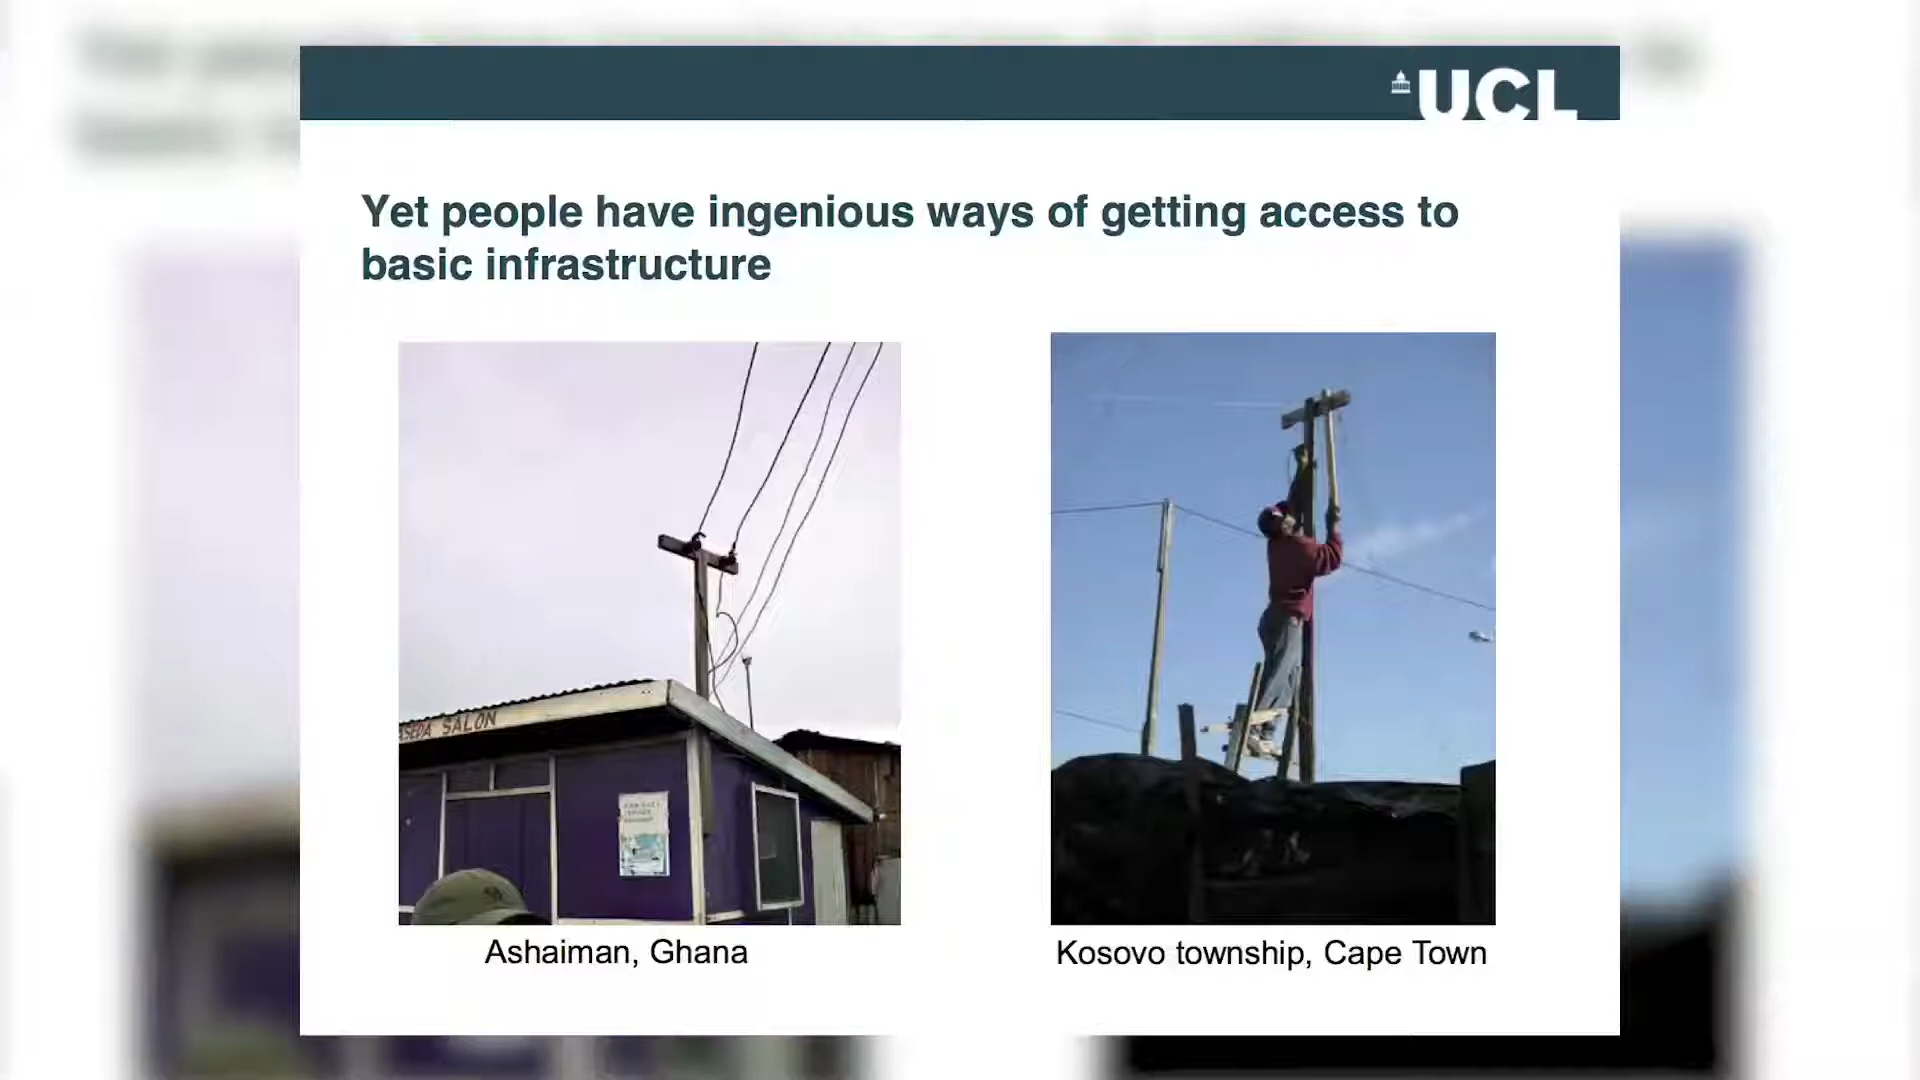 UCL
Yet people have ingenious ways of getting access to
basic infrastructure
SALON
Ashaiman, Ghana
Kosovo township, Cape Town